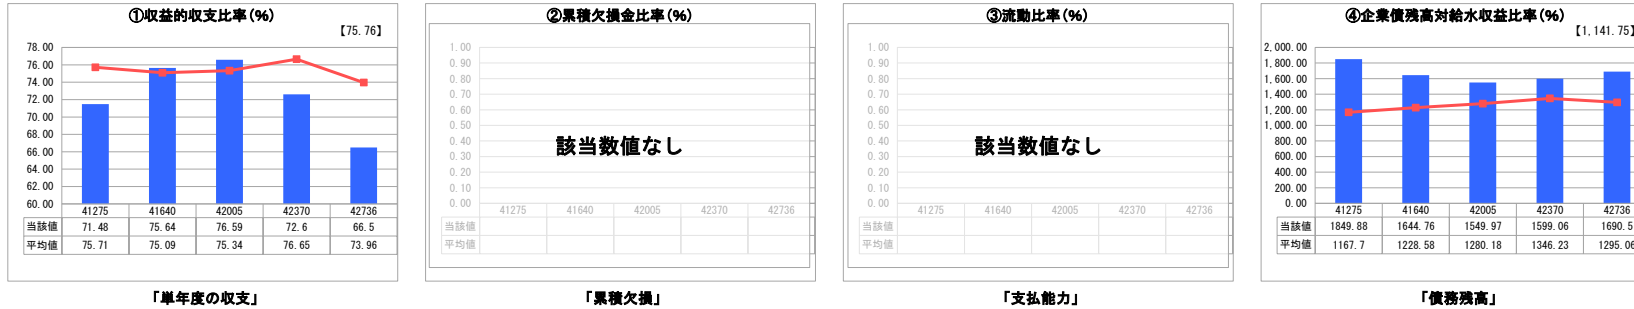 ①収益的収支比率(%)
【75.76】
78.00
76.00
74.00
72.00
70.00
68.00
66.00
64.00
62.00
60.00
41275 41640 42005 42370 42736
当該値 71.48 75.64 76.59 72.6 66.5
平均値 75.71 75.09 75.34 76.65 73.96
「単年度の収支」
②累積欠損金比率(%)
1.00
0.90
0.80
0.70
0.60
0.50
0.40
0.30
0.20
0.10
0.00
該当数値なし
41275 41640 42005 42370 42736
当該値
平均値
「累積欠損」
③流動比率(%)
1.00
0.90
0.80
0.70
0.60
0.50
0.40
0.30
0.20
0.10
0.00
該当数値なし
41275 41640 42005 42370 42736
当該値
平均値
「支払能力」
④企業債残高対給水収益比率(%)
【1,141.75】
2,000.00
1,800.00
1,600.00
1,400.00
1,200.00
1,000.00
800.00
600.00
400.00
200.00
0.00
41275 41640 42005 42370 42736
当該値 1849.88 1644.76 1549.97 1599.06 1690.5
平均値 1167.7 1228.58 1280.18 1346.23 1295.06
「債務残高」